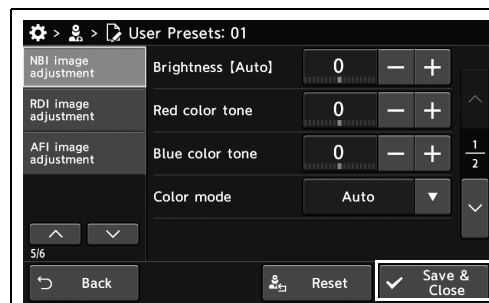 > > User Presets: 01
NBI image
adjustment
Brightness [Auto]
0
− +
RDI image
adjustment
Red color tone
0
− +
AFI image
adjustment
Blue color tone
0
− +
1
2
Color mode
Auto
5/6
Back
Reset
Save &
Close